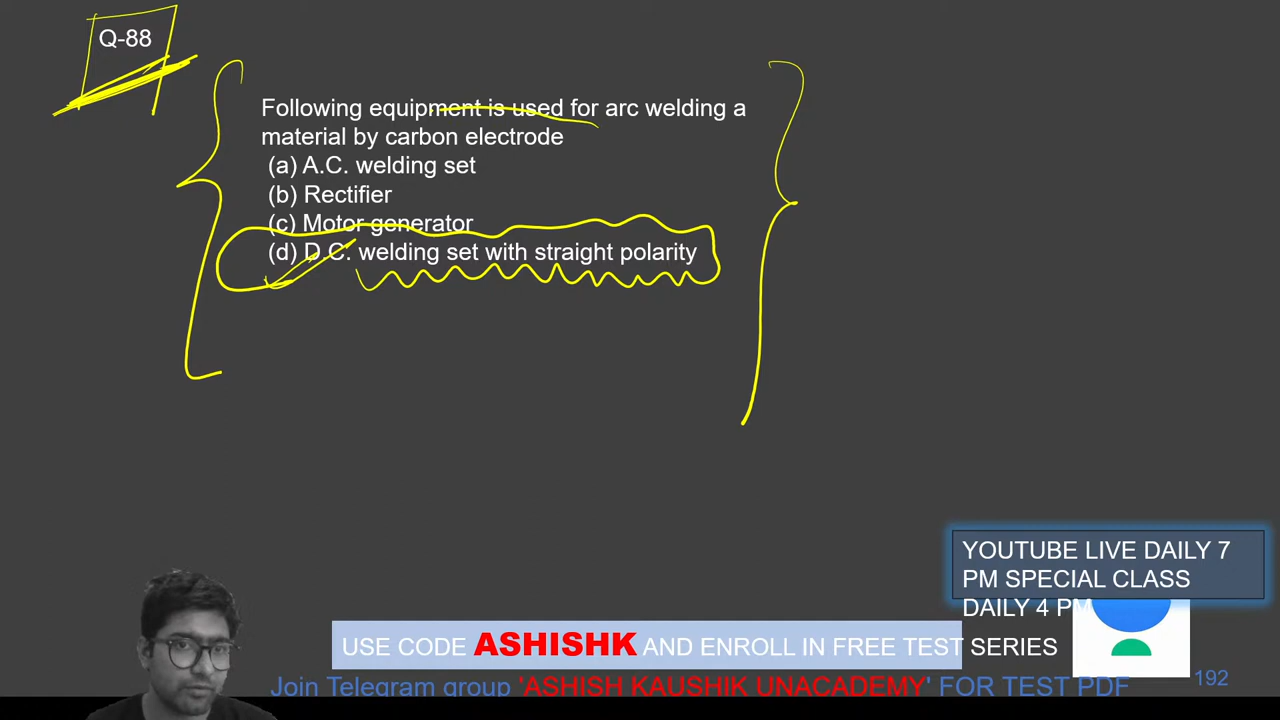 Q-88
Following equipment is used for arc welding a
material by carbon electrode
(a) A.C. welding set
(b) Rectifier
(c) Motor generator
(d) D.C. welding set with straight polarity
YOUTUBE LIVE DAILY 7
PM SPECIAL CLASS
DAILY 4 PM
USE CODE ASHISHK AND ENROLL IN FREE TEST SERIES
Join Telegram group 'ASHISH KAUSHIK UNACADEMY' FOR TEST PDF
192